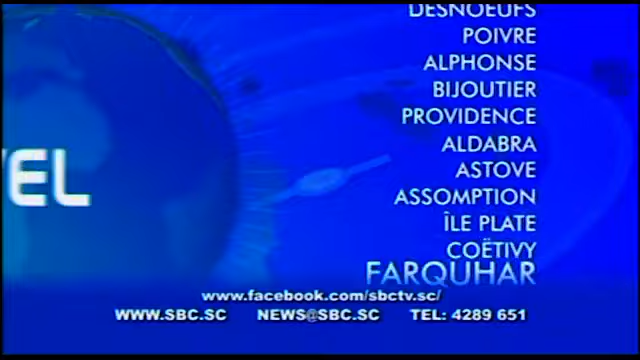 DESNOEUFS
POIVRE
ALPHONSE
BIJOUTIER
PROVIDENCE
ALDABRA
ASTOVE
ASSOMPTION
ÎLE PLATE
COËTIVY
FARQUHAR
VEL
www.facebook.com/sbctv.sc/
WWW.SBC.SC NEWS@SBC.SC TEL: 4289 651